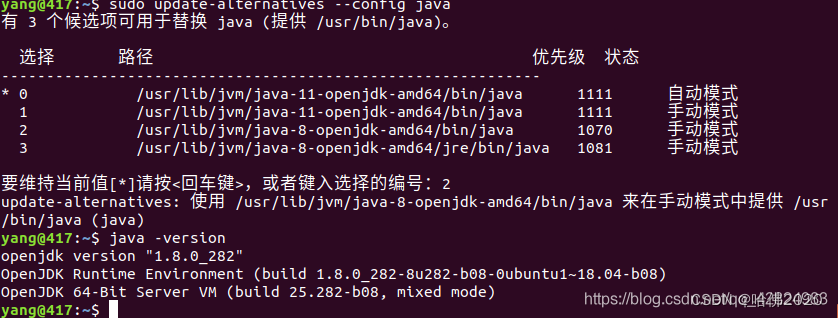 yang@417:~$ sudo update-alternatives --config java
有 3 个候选项可用于替换 java (提供 /usr/bin/java)。
选择 路径 优先级 状态
------------------------------------------------------------
* 0 /usr/lib/jvm/java-11-openjdk-amd64/bin/java 1111 自动模式
1 /usr/lib/jvm/java-11-openjdk-amd64/bin/java 1111 手动模式
2 /usr/lib/jvm/java-8-openjdk-amd64/bin/java 1070 手动模式
3 /usr/lib/jvm/java-8-openjdk-amd64/jre/bin/java 1081 手动模式
要维持当前值[*]请按<回车键>，或者键入选择的编号：2
update-alternatives: 使用 /usr/lib/jvm/java-8-openjdk-amd64/bin/java 来在手动模式中提供 /usr
/bin/java (java)
yang@417:~$ java -version
openjdk version "1.8.0_282"
OpenJDK Runtime Environment (build 1.8.0_282-8u282-b08-0ubuntu1~18.04-b08)
OpenJDK 64-Bit Server VM (build 25.282-b08, mixed mode)
yang@417:~$
https://blog.csdn.net/